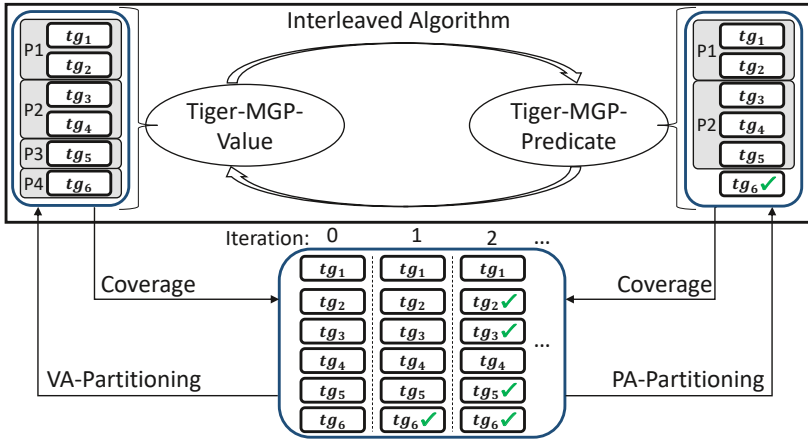 Interleaved Algorithm
P1
tg1
tg2
P2
tg3
tg4
P3
tg5
P4
tg6
Tiger-MGP-
Value
Tiger-MGP-
Predicate
P1
tg1
tg2
P2
tg3
tg4
tg5
tg6 ✓
Iteration: 0 1 2 ...
Coverage
Coverage
VA-Partitioning
PA-Partitioning
tg1 tg1 tg1
tg2 tg2 tg2 ✓
tg3 tg3 tg3 ✓
...
tg4 tg4 tg4
tg5 tg5 tg5 ✓
tg6 tg6 ✓ tg6 ✓